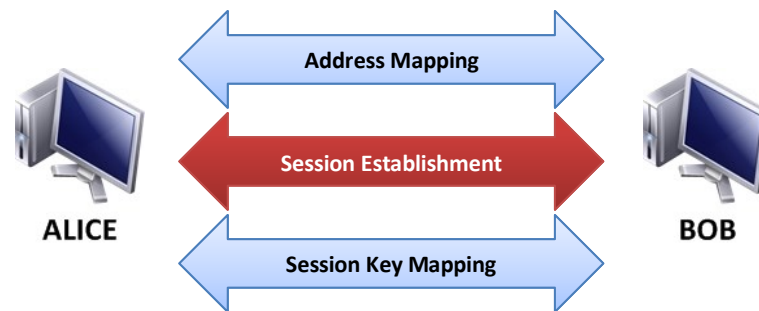 Address Mapping
Session Establishment
ALICE
BOB
Session Key Mapping